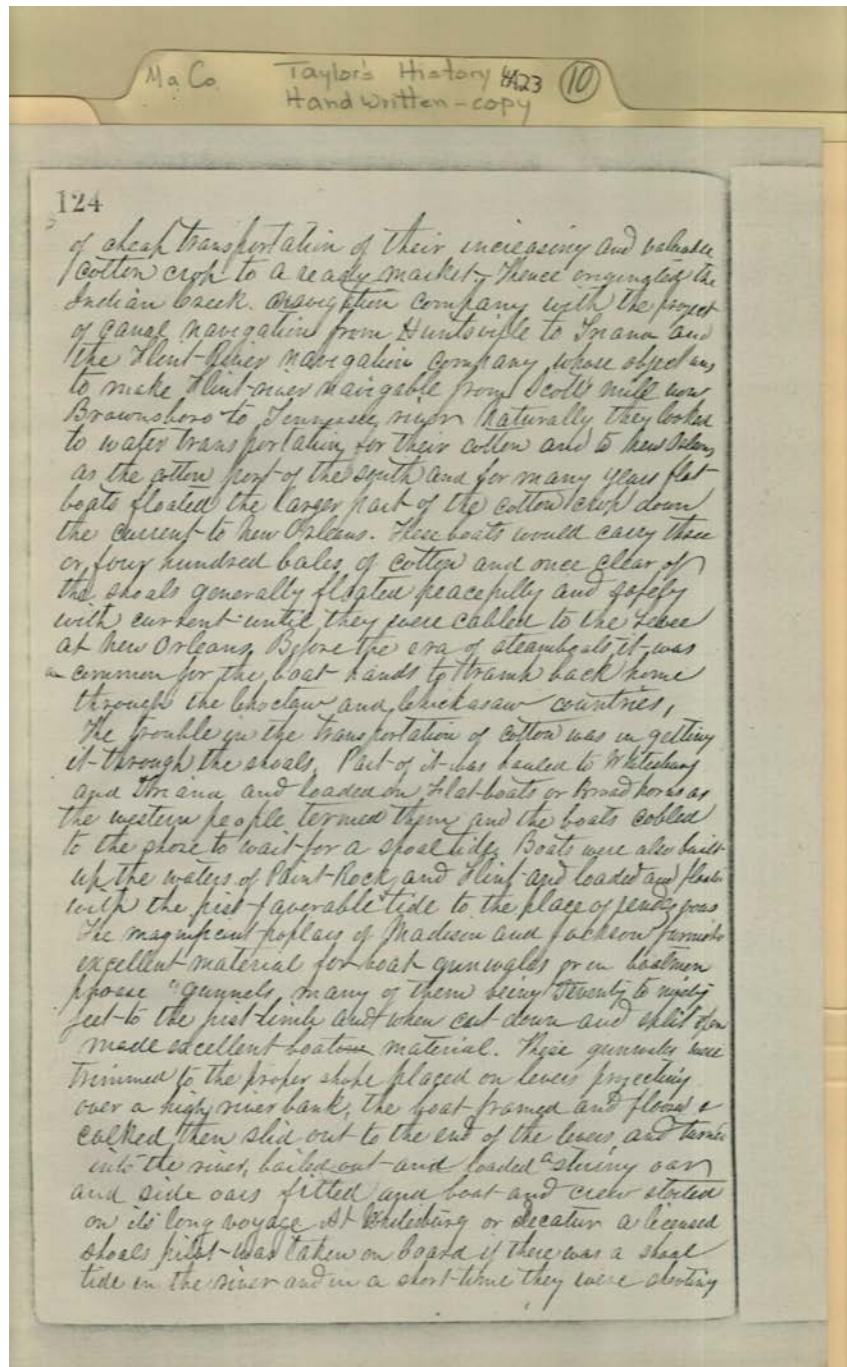 Ma Co. Taylor's History 4A23 (10)
Hand written - copy
124
of cheap transportation of their increasing and valuable
cotton crop to a ready market. Hence originated the
Indian Creek navigation company with the project
of canal navigation from Huntsville to Triana and
the Flint-River navigation company whose object was
to make Flint-river navigable from Scotts mill now
Brownsboro to Tennessee river Naturally they looked
to water transportation for their cotton and to New Orleans
as the cotton port of the south and for many years flat
boats floated the larger part of the cotton crop down
the current to New Orleans. These boats would carry three
or four hundred bales of cotton and once clear of
the shoals generally floated peacefully and safely
with current until they were cabled to the Levee
at New Orleans. Before the era of steamboats it was
common for the boat hands to tramp back home
through the Choctaw and Chickasaw countries,
The trouble in the transportation of cotton was in getting
it through the shoals, Part of it was hauled to Whitesburg
and Triana and loaded on Flat-boats or Broad horns as
the western people termed them and the boats cobled
to the shore to wait for a shoal tide. Boats were also built
up the waters of Paint-Rock and Flint and loaded and floated
with the first favorable tide to the place of rendezvous
The magnificent poplars of Madison and Jackson furnish
excellent material for boat gunwales or in boatmen
phrase "gunnels, many of them being Seventy to ninety
feet to the first limb and when cut down and split open
made excellent boat material. These gunwales were
trimmed to the proper shape placed on levers projecting
over a high river bank, the boat framed and floored &
calked, then slid out to the end of the levers and turned
into the river, bailed out and loaded a steering oar
and side oars fitted and boat and crew started
on its long voyage At Whitesburg or Decatur a licensed
shoals pilot was taken on board if there was a shoal
tide in the river and in a short time they were shooting